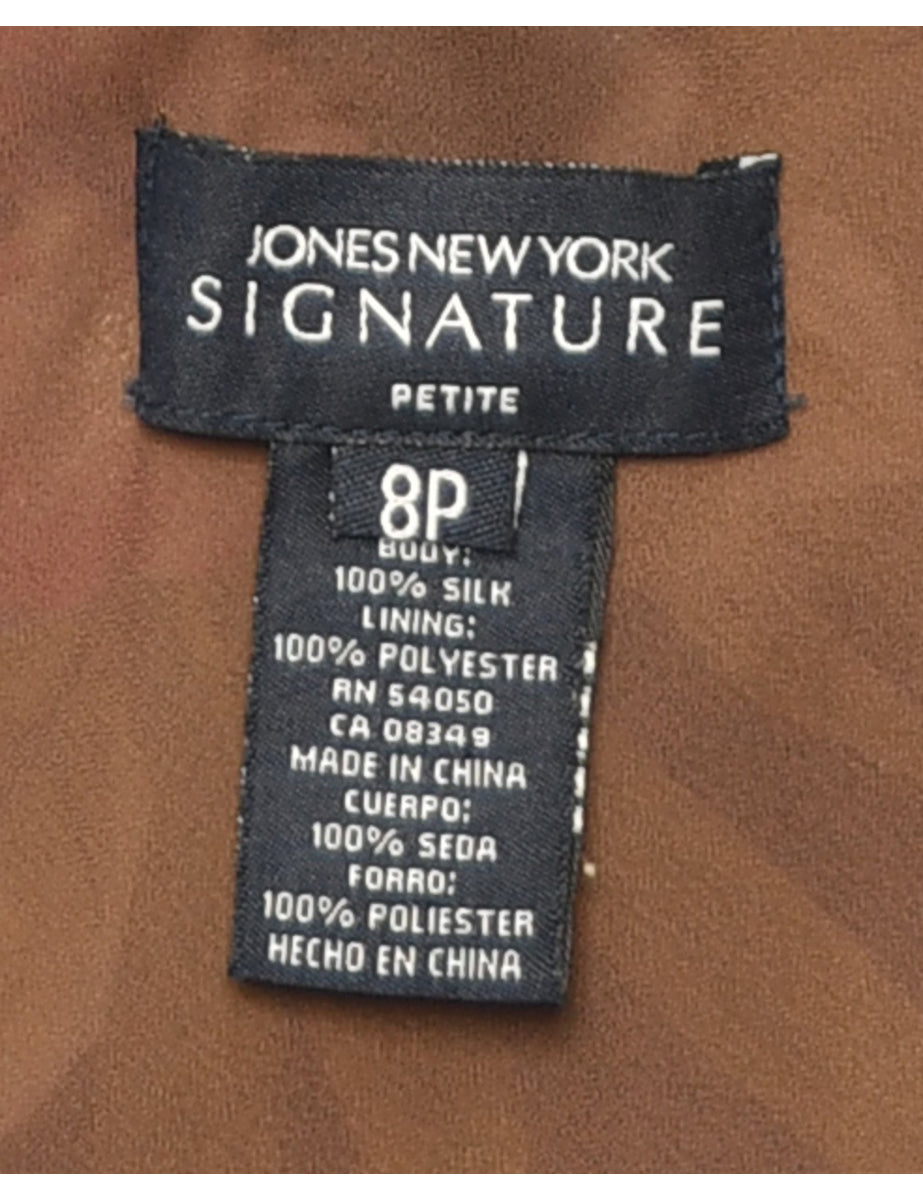 JONES NEW YORK
SIGNATURE
PETITE
8P
BODY:
100% SILK
LINING:
100% POLYESTER
RN 54050
CA 08349
MADE IN CHINA
CUERPO:
100% SEDA
FORRO:
100% POLIESTER
HECHO EN CHINA